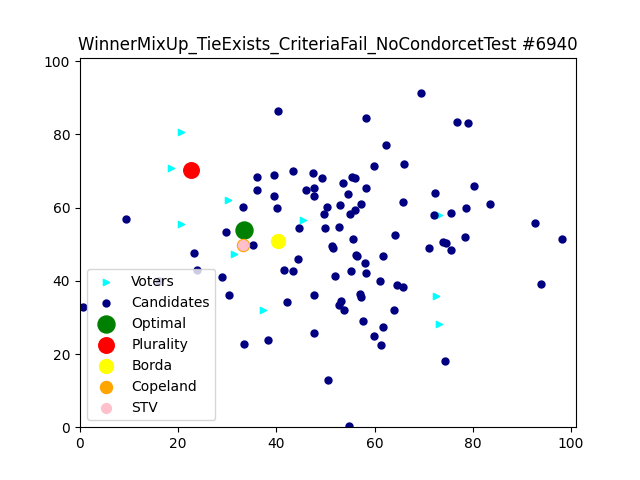 WinnerMixUp_TieExists_CriteriaFail_NoCondorcetTest #6940
100
80
60
40
20
0
Voters
Candidates
Optimal
Plurality
Borda
Copeland
STV
0 20 40 60 80 100